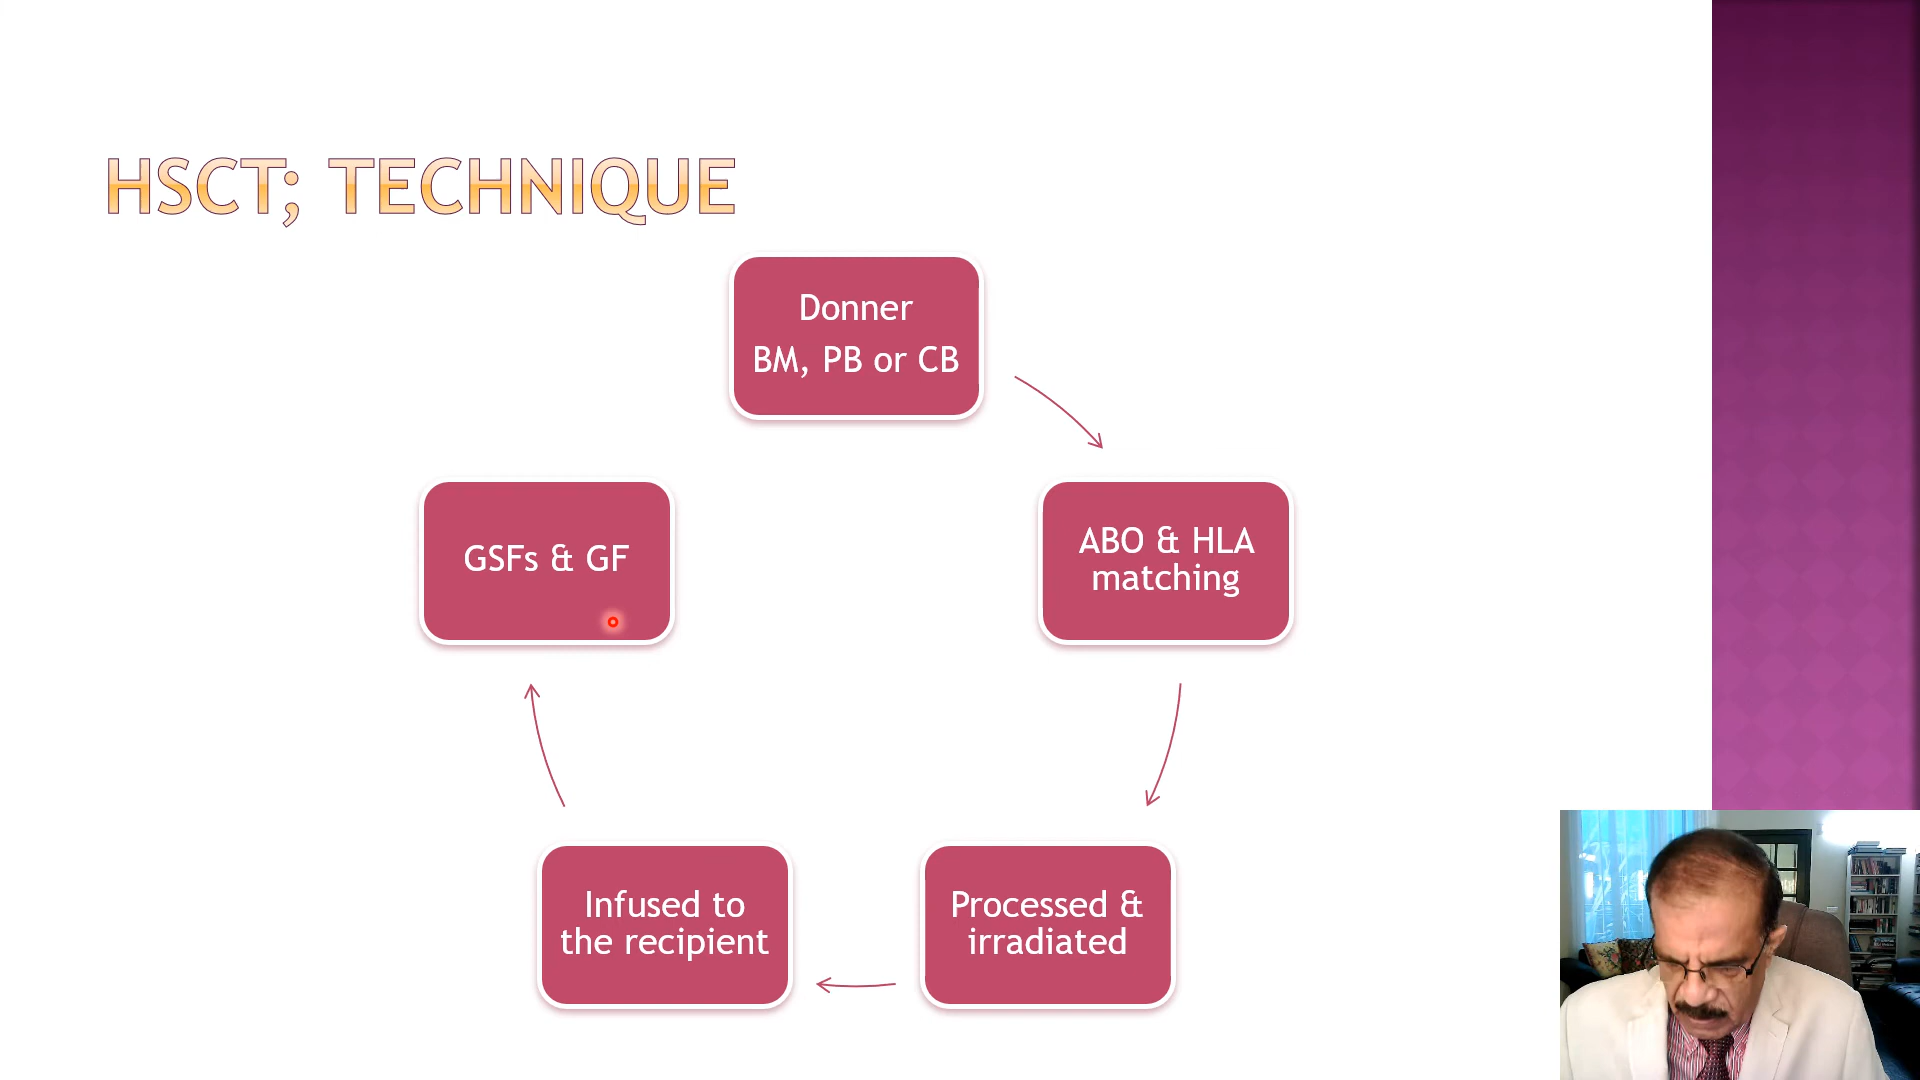 HSCT; TECHNIQUE
Donner
BM, PB or CB
ABO & HLA
matching
Processed &
irradiated
Infused to
the recipient
GSFs & GF